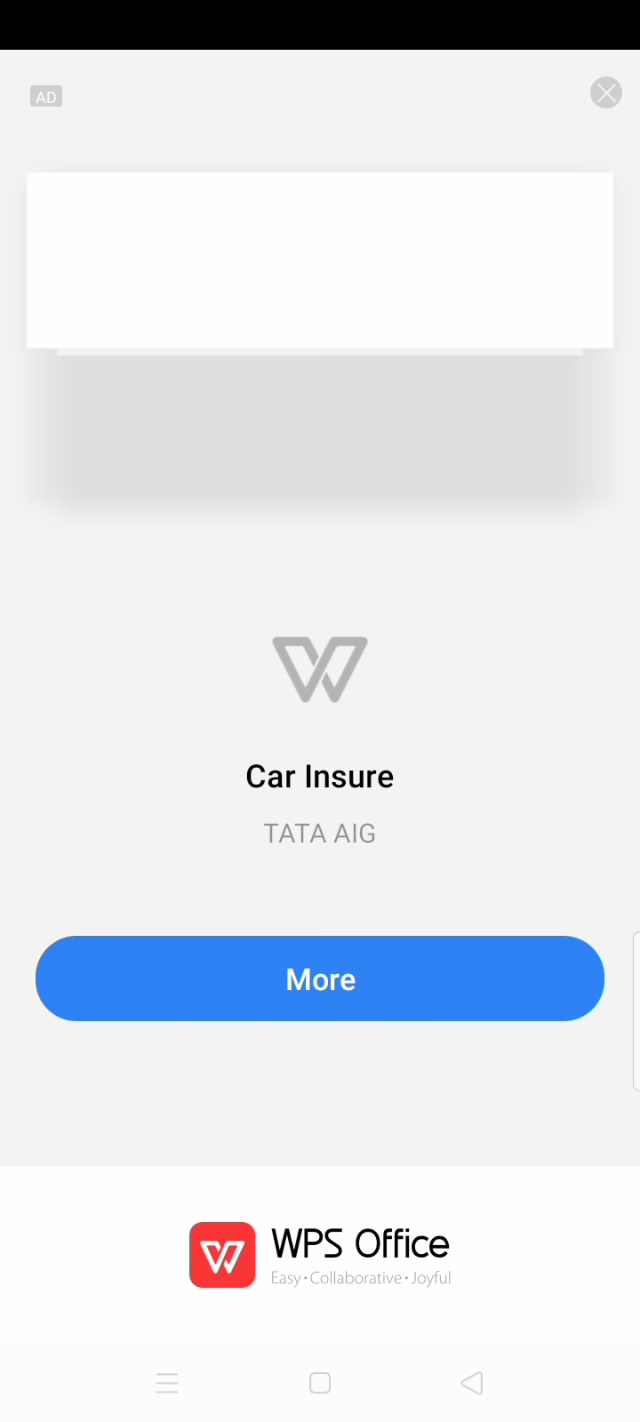 AD
Car Insure
TATA AIG
More
WPS Office
Easy·Collaborative·Joyful